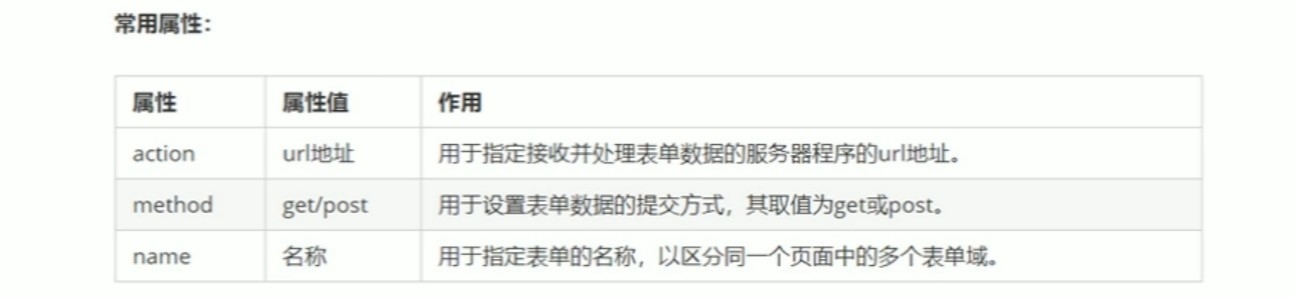 常用属性：
属性 属性值 作用
action url地址 用于指定接收并处理表单数据的服务器程序的url地址。
method get/post 用于设置表单数据的提交方式，其取值为get或post。
name 名称 用于指定表单的名称，以区分同一个页面中的多个表单域。